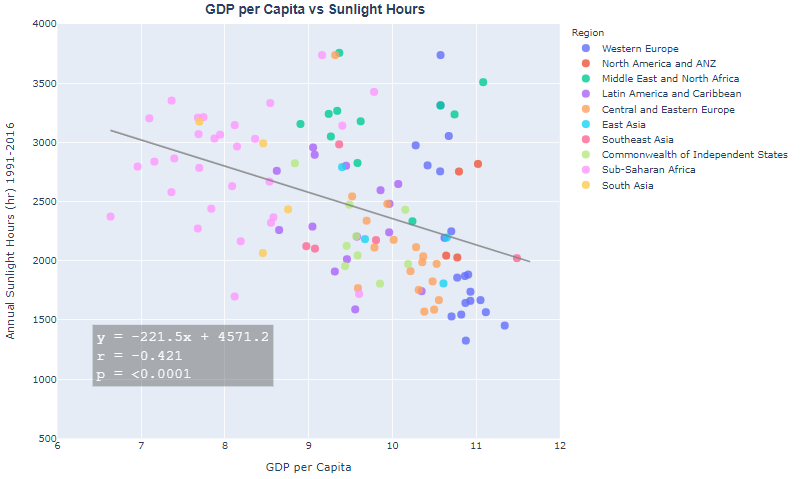 GDP per Capita vs Sunlight Hours
Annual Sunlight Hours (hr) 1991-2016
4000
3500
3000
2500
2000
1500
1000
500
y = -221.5x + 4571.2
r = -0.421
p = <0.0001
6 7 8 9 10 11 12
GDP per Capita
Region
Western Europe
North America and ANZ
Middle East and North Africa
Latin America and Caribbean
Central and Eastern Europe
East Asia
Southeast Asia
Commonwealth of Independent States
Sub-Saharan Africa
South Asia